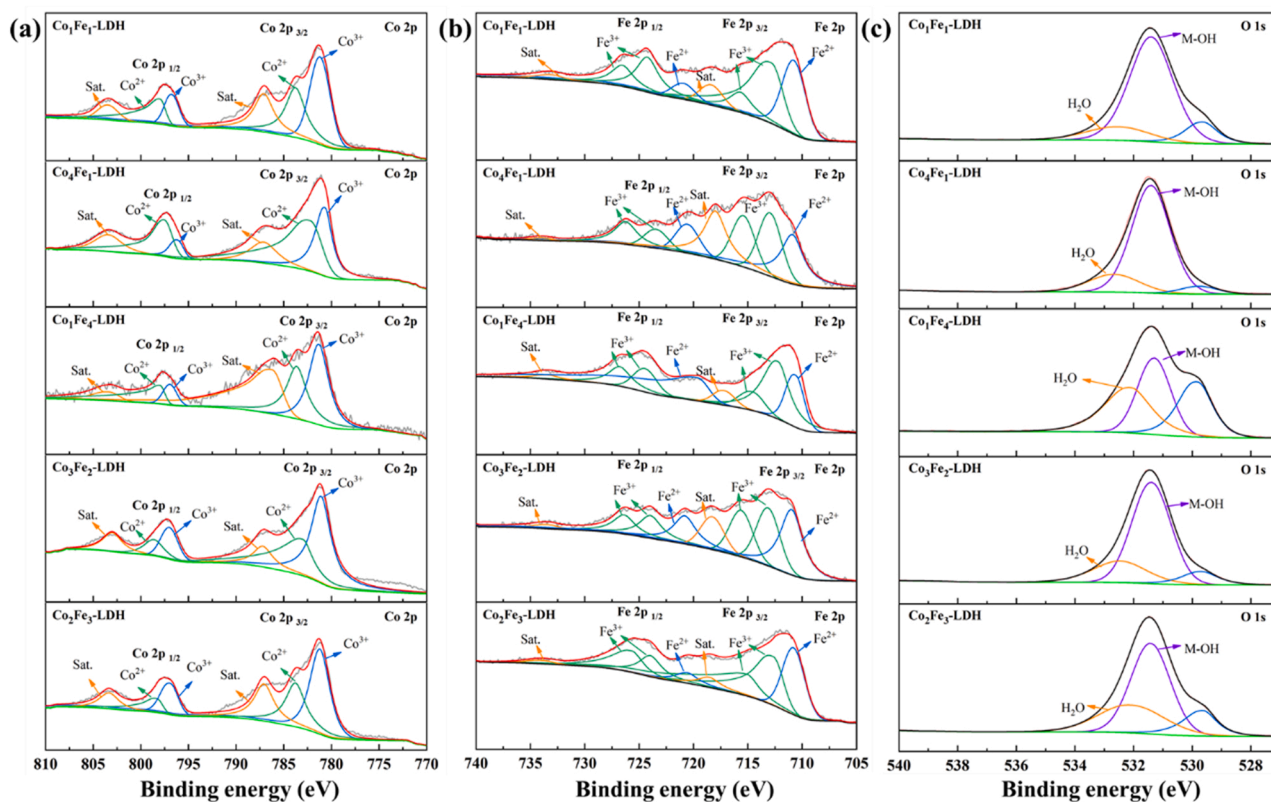 (a)
Co₁Fe₁-LDH
Co 2p 3/2
Co 2p
Co³⁺
Co 2p 1/2
Co²⁺
Co³⁺
Sat.
Sat.
Co²⁺
Co₄Fe₁-LDH
Co 2p 3/2
Co 2p
Co³⁺
Co 2p 1/2
Co²⁺
Sat.
Co³⁺
Sat.
Co²⁺
Co₁Fe₄-LDH
Co 2p 3/2
Co 2p
Co³⁺
Co 2p 1/2
Co²⁺
Co³⁺
Sat.
Sat.
Co²⁺
Co₃Fe₂-LDH
Co 2p 3/2
Co 2p
Co³⁺
Co 2p 1/2
Sat.
Co²⁺
Co³⁺
Sat.
Co²⁺
Co₂Fe₃-LDH
Co 2p 3/2
Co 2p
Co³⁺
Co 2p 1/2
Sat.
Co²⁺
Co³⁺
Sat.
Co²⁺
810 805 800 795 790 785 780 775 770
Binding energy (eV)
(b)
Co₁Fe₁-LDH
Fe 2p 1/2
Fe 2p 3/2
Fe 2p
Sat.
Fe³⁺
Fe²⁺
Sat.
Fe³⁺
Fe²⁺
Co₄Fe₁-LDH
Fe 2p 1/2
Fe 2p 3/2
Fe 2p
Sat.
Fe³⁺
Fe²⁺
Sat.
Fe³⁺
Fe²⁺
Co₁Fe₄-LDH
Fe 2p 1/2
Fe 2p 3/2
Fe 2p
Sat.
Fe³⁺
Fe²⁺
Sat.
Fe³⁺
Fe²⁺
Co₃Fe₂-LDH
Fe 2p 1/2
Fe 2p 3/2
Fe 2p
Sat.
Fe³⁺
Fe²⁺
Sat.
Fe³⁺
Fe²⁺
Co₂Fe₃-LDH
Fe 2p 1/2
Fe 2p 3/2
Fe 2p
Sat.
Fe³⁺
Fe²⁺
Sat.
Fe³⁺
Fe²⁺
740 735 730 725 720 715 710 705
Binding energy (eV)
(c)
Co₁Fe₁-LDH
O 1s
M-OH
H₂O
Co₄Fe₁-LDH
O 1s
M-OH
H₂O
Co₁Fe₄-LDH
O 1s
M-OH
H₂O
Co₃Fe₂-LDH
O 1s
M-OH
H₂O
Co₂Fe₃-LDH
O 1s
M-OH
H₂O
540 538 536 534 532 530 528
Binding energy (eV)